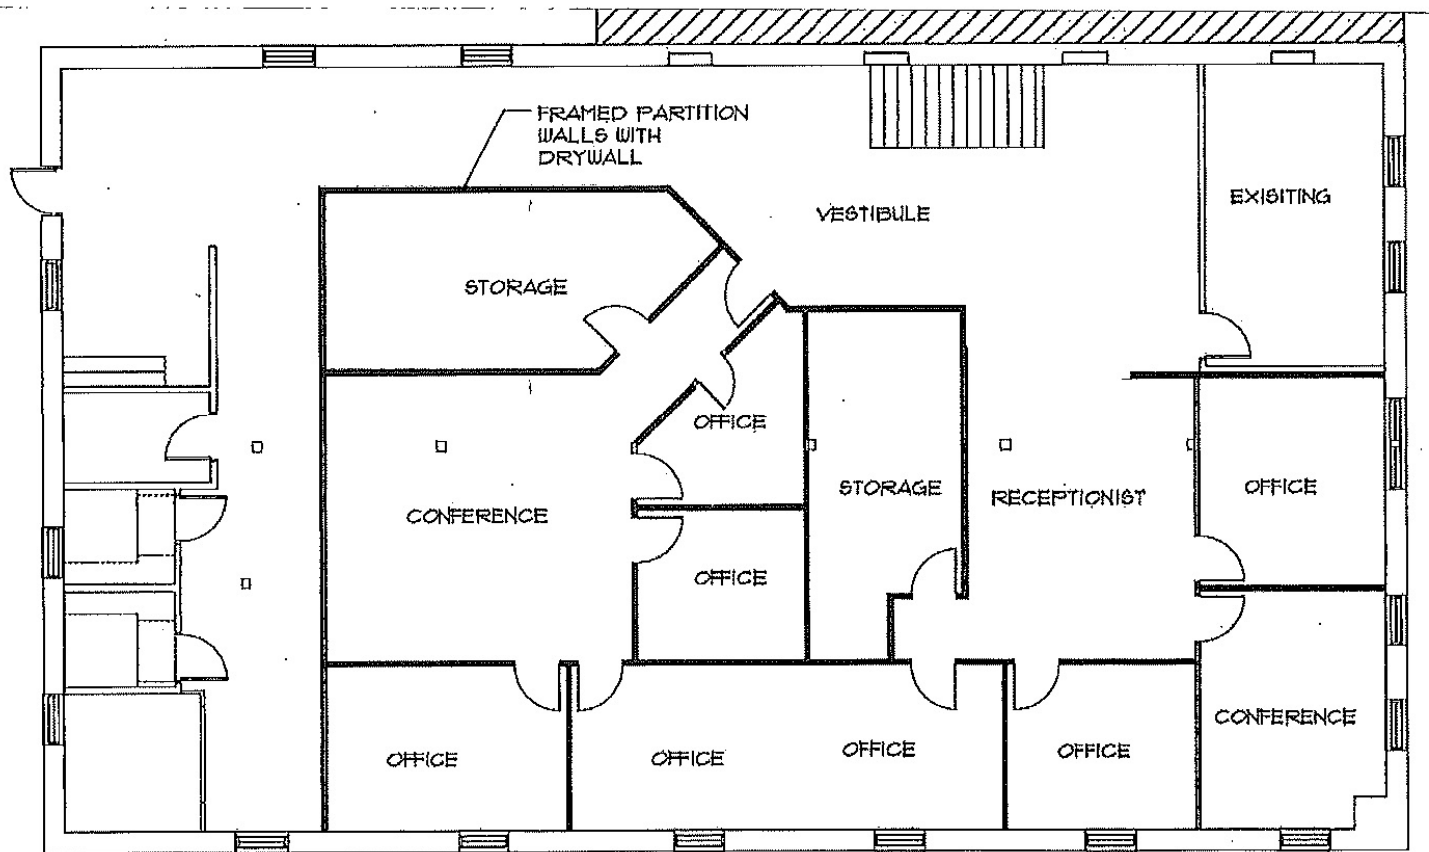 FRAMED PARTITION
WALLS WITH
DRYWALL
EXISITING
VESTIBULE
STORAGE
OFFICE
STORAGE
RECEPTIONIST
OFFICE
CONFERENCE
OFFICE
CONFERENCE
OFFICE
OFFICE
OFFICE
OFFICE